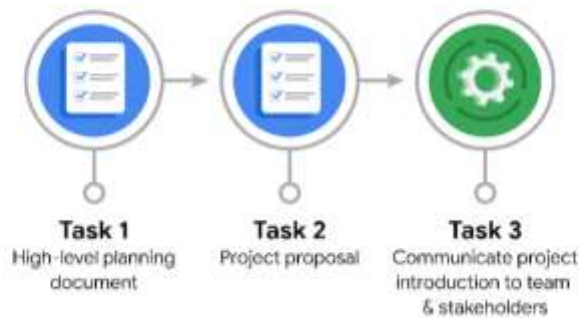 Task 1
High-level planning
document
Task 2
Project proposal
Task 3
Communicate project
introduction to team
& stakeholders